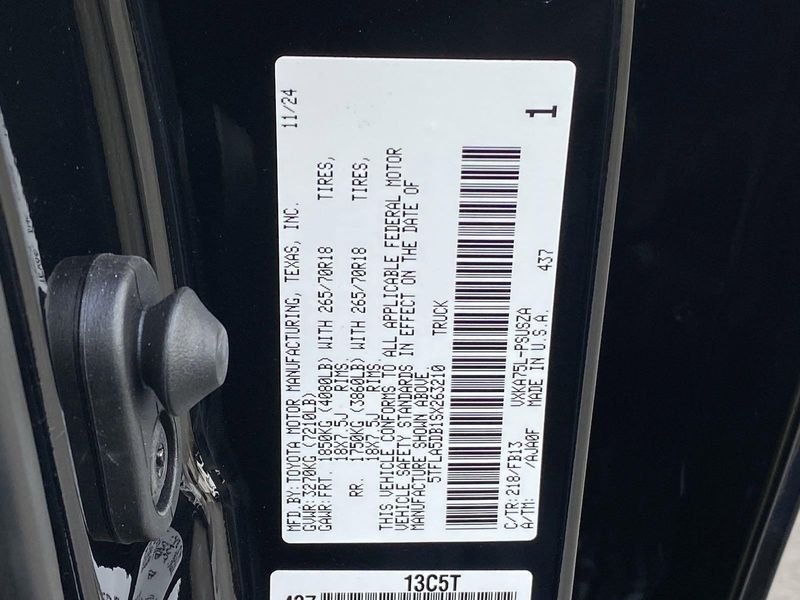 MFD.BY:TOYOTA MOTOR MANUFACTURING, TEXAS, INC. 11/24
GVWR:3270KG (7210LB)
GAWR:FRT. 1850KG (4080LB) WITH 265/70R18 TIRES,
18X7.5J RIMS.
RR. 1750KG (3860LB) WITH 265/70R18 TIRES,
18X7.5J RIMS.
THIS VEHICLE CONFORMS TO ALL APPLICABLE FEDERAL MOTOR
VEHICLE SAFETY STANDARDS IN EFFECT ON THE DATE OF
MANUFACTURE SHOWN ABOVE.
5TFLA5DB1SX263210 TRUCK
C/TR:218/FB13 VXKA75L-PSUSZA 437
A/TM: /AJA0F MADE IN U.S.A.
1
13C5T
437